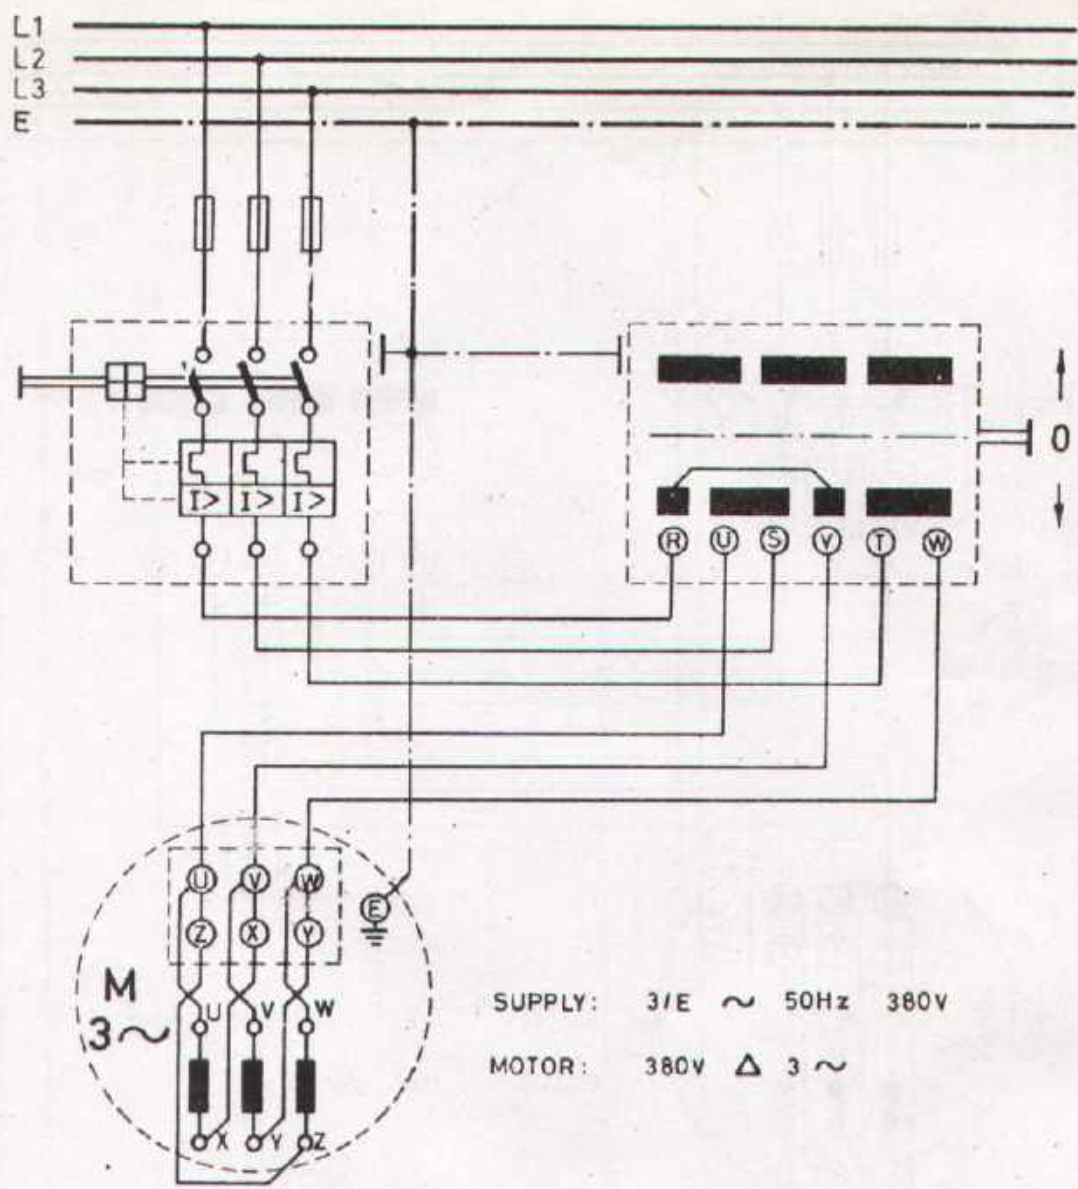 L1
L2
L3
E
0
I> I> I>
R U S V T W
U V W
E
Z X Y
M
3~
U V W
X Y Z
SUPPLY: 3/E ~ 50Hz 380V
MOTOR: 380V Δ 3 ~